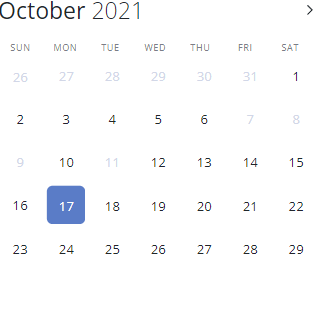 October 2021
SUN MON TUE WED THU FRI SAT
26 27 28 29 30 31 1
2 3 4 5 6 7 8
9 10 11 12 13 14 15
16 17 18 19 20 21 22
23 24 25 26 27 28 29